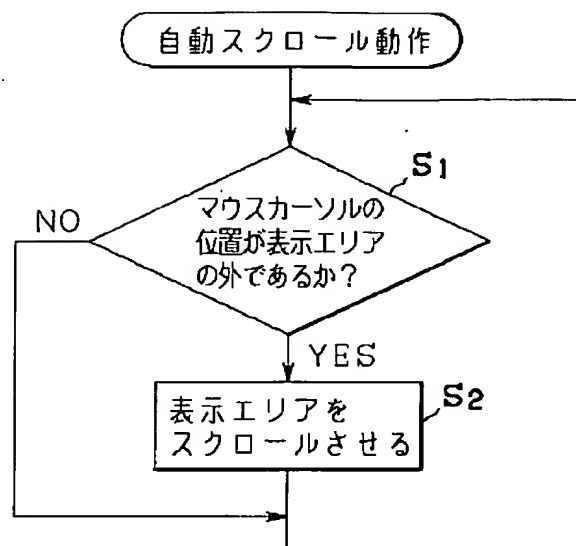 自動スクロール動作
S1
マウスカーソルの
位置が表示エリア
の外であるか？
NO
YES
S2
表示エリアを
スクロールさせる